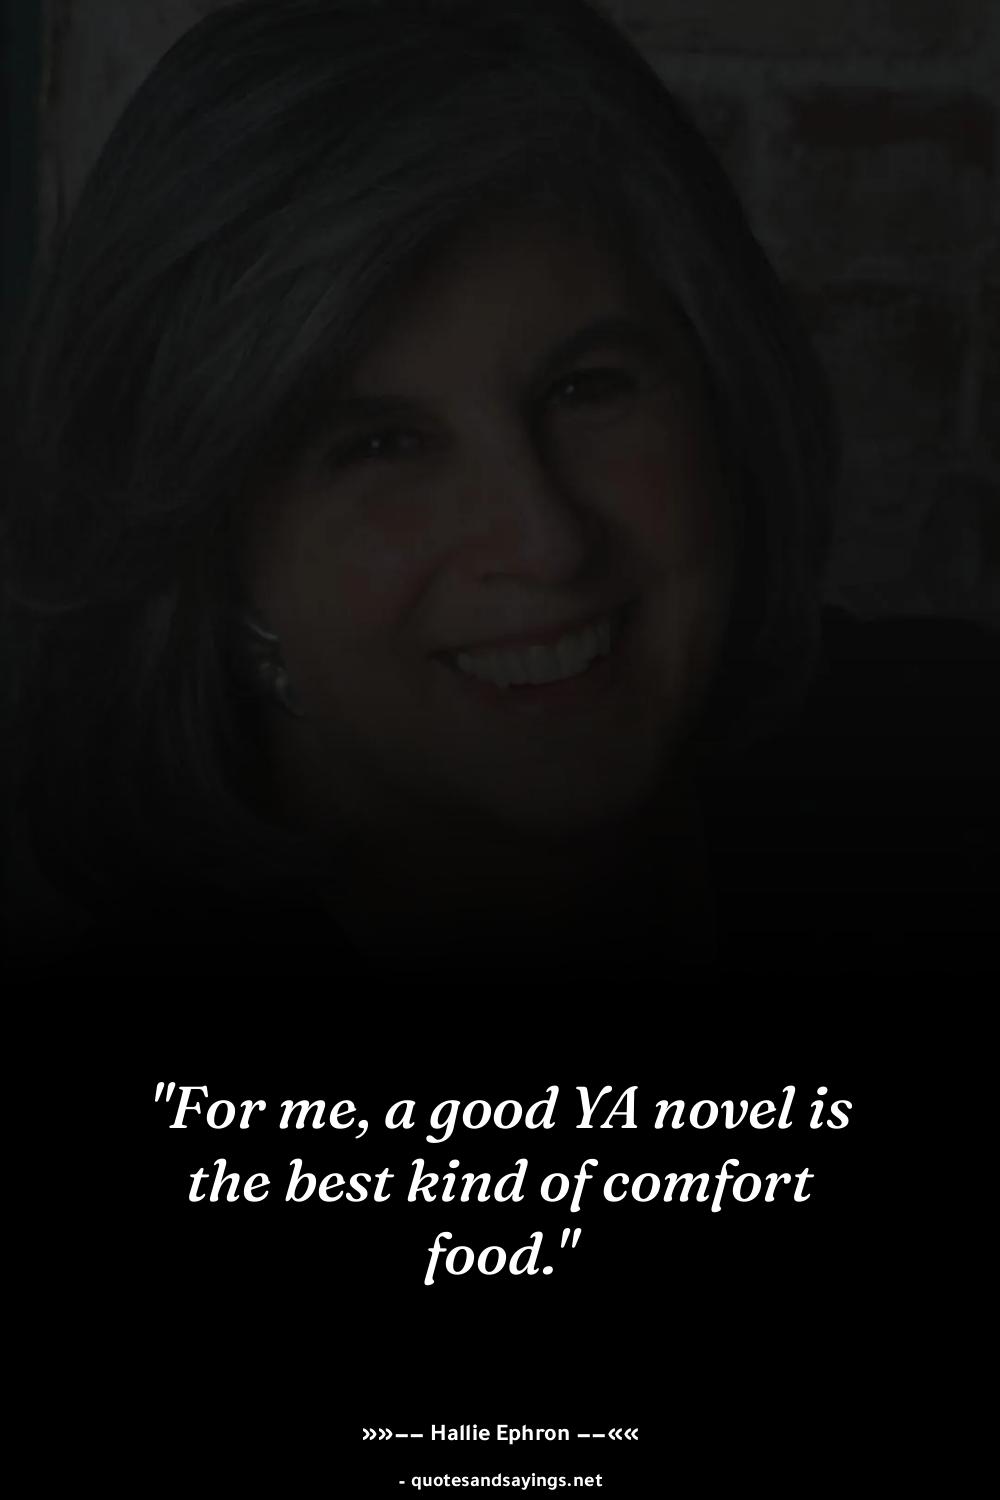 "For me, a good YA novel is
the best kind of comfort
food."
»»−− Hallie Ephron −−««
- quotesandsayings.net